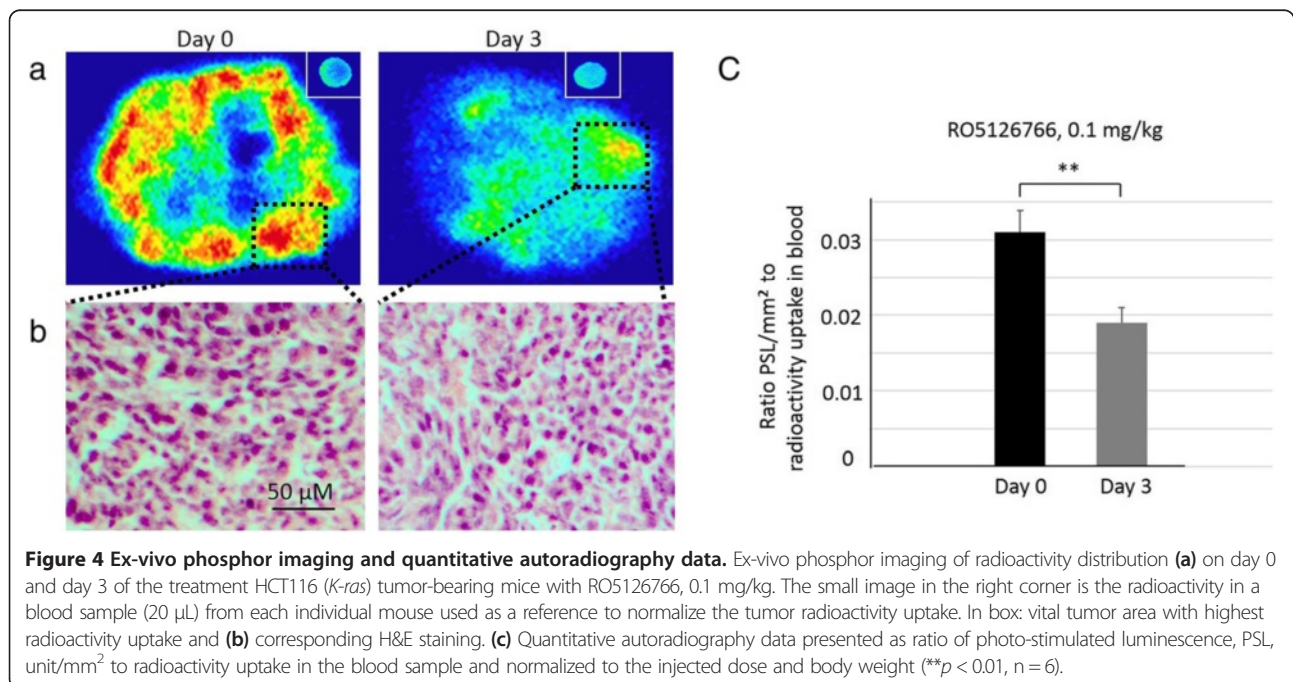 Day 0
Day 3
a
b
50 µM
C
RO5126766, 0.1 mg/kg
**
Ratio PSL/mm² to
radioactivity uptake in blood
0.03
0.02
0.01
0
Day 0
Day 3
Figure 4 Ex-vivo phosphor imaging and quantitative autoradiography data. Ex-vivo phosphor imaging of radioactivity distribution (a) on day 0
and day 3 of the treatment HCT116 (K-ras) tumor-bearing mice with RO5126766, 0.1 mg/kg. The small image in the right corner is the radioactivity in a
blood sample (20 µL) from each individual mouse used as a reference to normalize the tumor radioactivity uptake. In box: vital tumor area with highest
radioactivity uptake and (b) corresponding H&E staining. (c) Quantitative autoradiography data presented as ratio of photo-stimulated luminescence, PSL,
unit/mm² to radioactivity uptake in the blood sample and normalized to the injected dose and body weight (**p < 0.01, n = 6).